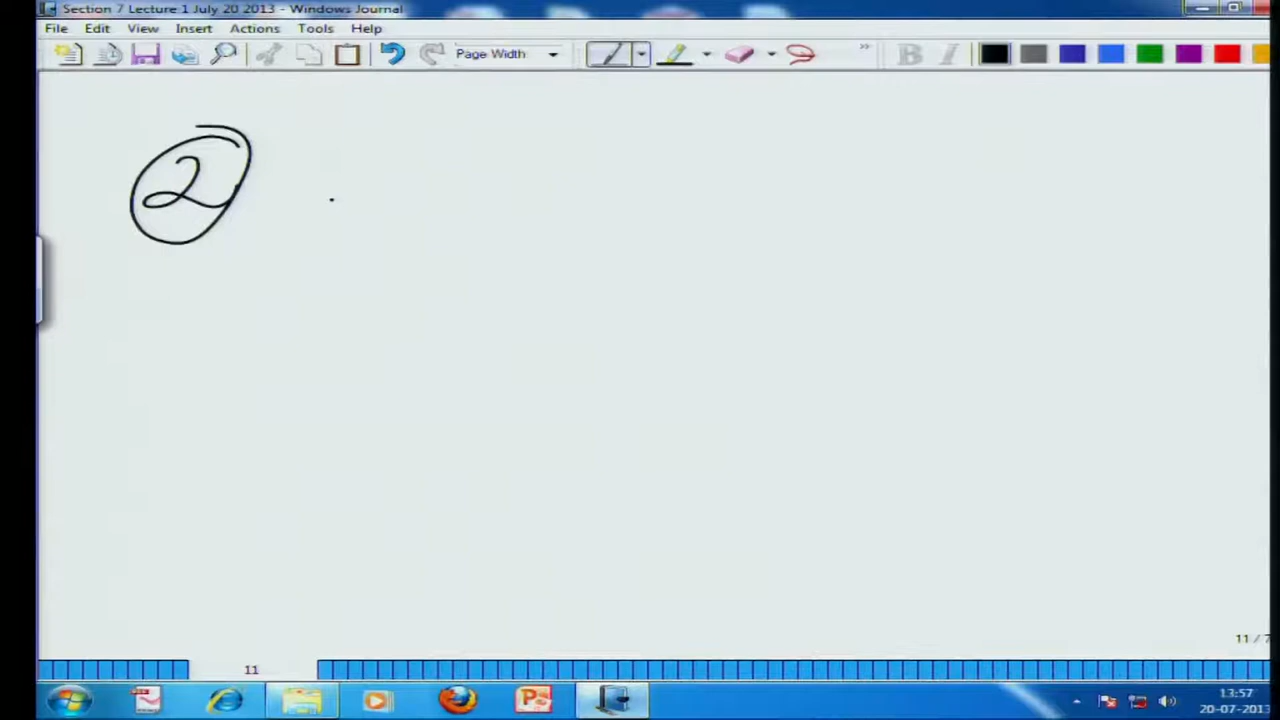 Section 7 Lecture 1 July 20 2013 - Windows Journal
File Edit View Insert Actions Tools Help
Page Width » B I
2
11 / 7
11
13:57
20-07-2013